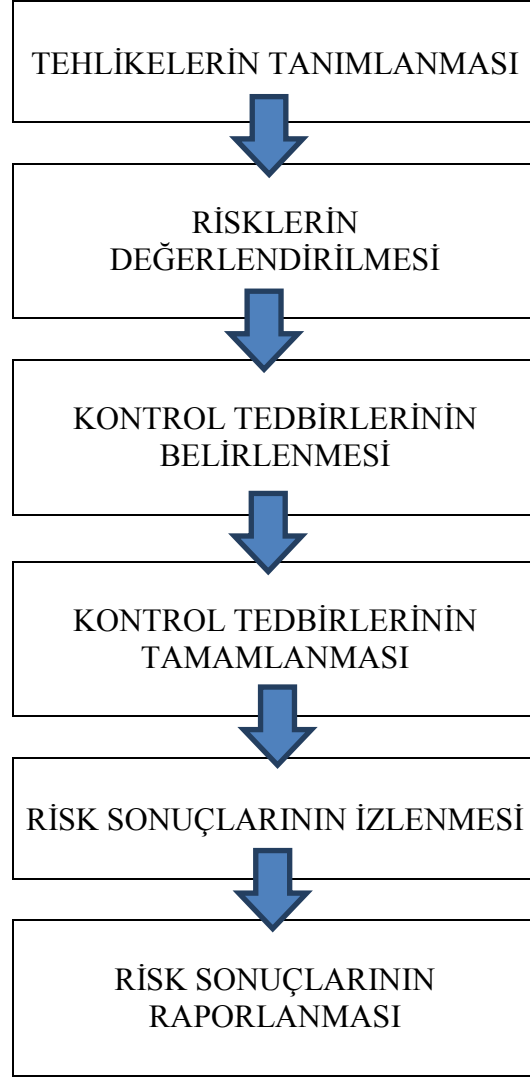 TEHLİKELERİN TANIMLANMASI
RİSKLERİN
DEĞERLENDİRİLMESİ
KONTROL TEDBİRLERİNİN
BELİRLENMESİ
KONTROL TEDBİRLERİNİN
TAMAMLANMASI
RİSK SONUÇLARININ İZLENMESİ
RİSK SONUÇLARININ
RAPORLANMASI